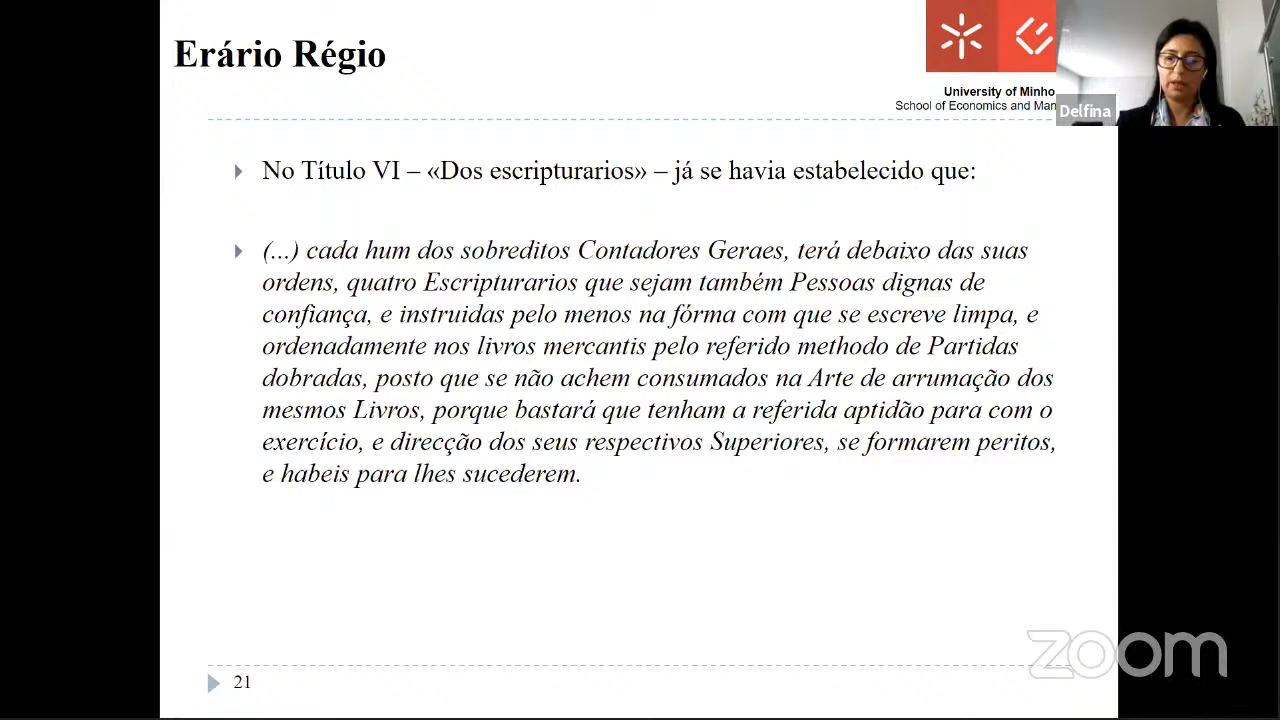 Erário Régio
University of Minho
School of Economics and Man
Delfina
No Título VI – «Dos escripturarios» – já se havia estabelecido que:
(...) cada hum dos sobreditos Contadores Geraes, terá debaixo das suas
ordens, quatro Escripturarios que sejam também Pessoas dignas de
confiança, e instruidas pelo menos na fórma com que se escreve limpa, e
ordenadamente nos livros mercantis pelo referido methodo de Partidas
dobradas, posto que se não achem consumados na Arte de arrumação dos
mesmos Livros, porque bastará que tenham a referida aptidão para com o
exercício, e direcção dos seus respectivos Superiores, se formarem peritos,
e habeis para lhes sucederem.
zoom
21